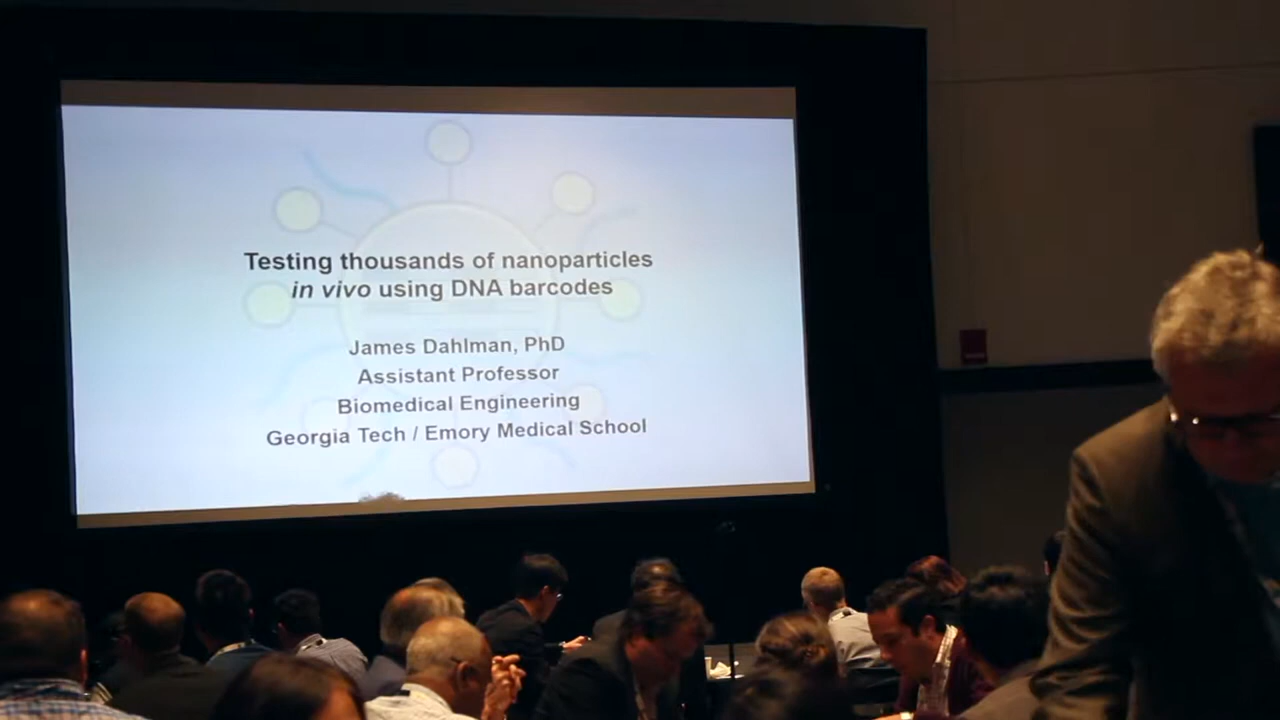 Testing thousands of nanoparticles
in vivo using DNA barcodes
James Dahlman, PhD
Assistant Professor
Biomedical Engineering
Georgia Tech / Emory Medical School